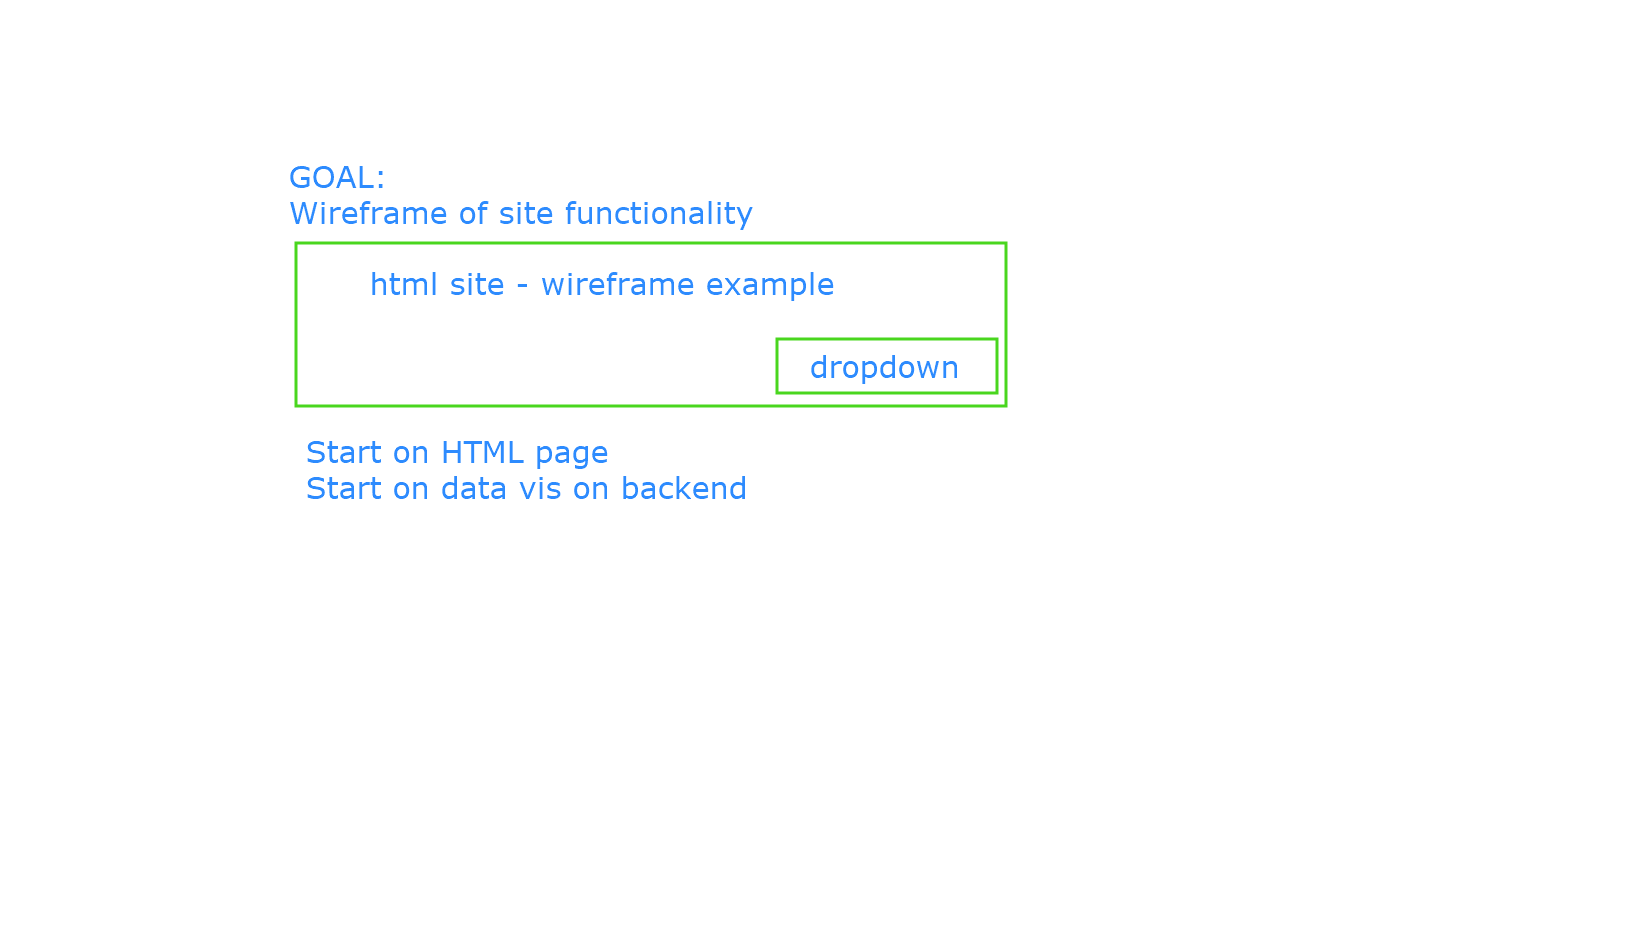 GOAL:
Wireframe of site functionality
html site - wireframe example
dropdown
Start on HTML page
Start on data vis on backend